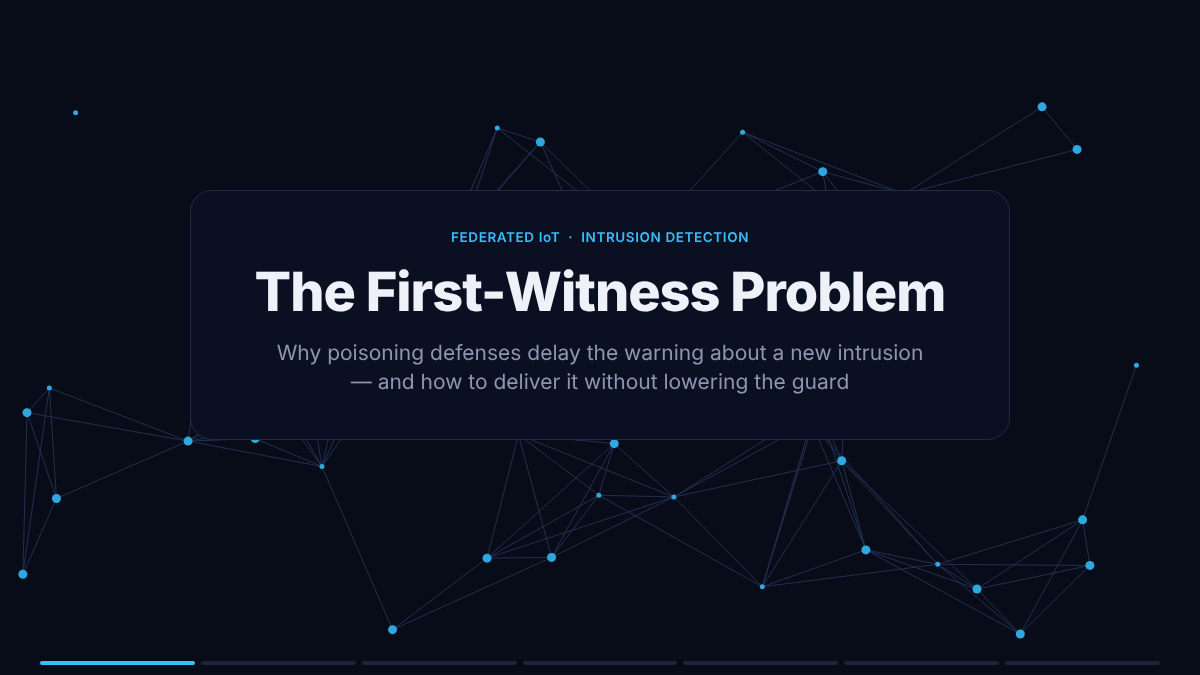 FEDERATED IoT · INTRUSION DETECTION
The First-Witness Problem
Why poisoning defenses delay the warning about a new intrusion
— and how to deliver it without lowering the guard